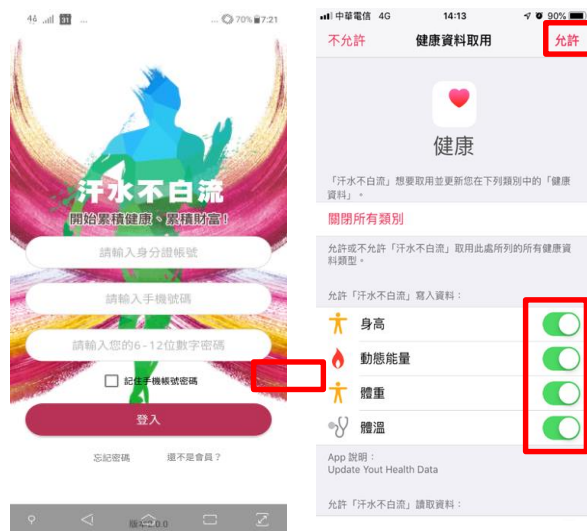 4G
31
...
... 70% 7:21
汗水不白流
開始累積健康、累積財富!
請輸入身分證帳號
請輸入手機號碼
請輸入您的6-12位數字密碼
記住手機帳號密碼
登入
忘記密碼 還不是會員?
版本2.0.0
中華電信 4G 14:13 90%
不允許 健康資料取用 允許
健康
「汗水不白流」想要取用並更新您在下列類別中的「健康
資料」。
關閉所有類別
允許或不允許「汗水不白流」取用此處所列的所有健康資
料類型。
允許「汗水不白流」寫入資料:
身高
動態能量
體重
體溫
App 說明:
Update Yout Health Data
允許「汗水不白流」讀取資料: